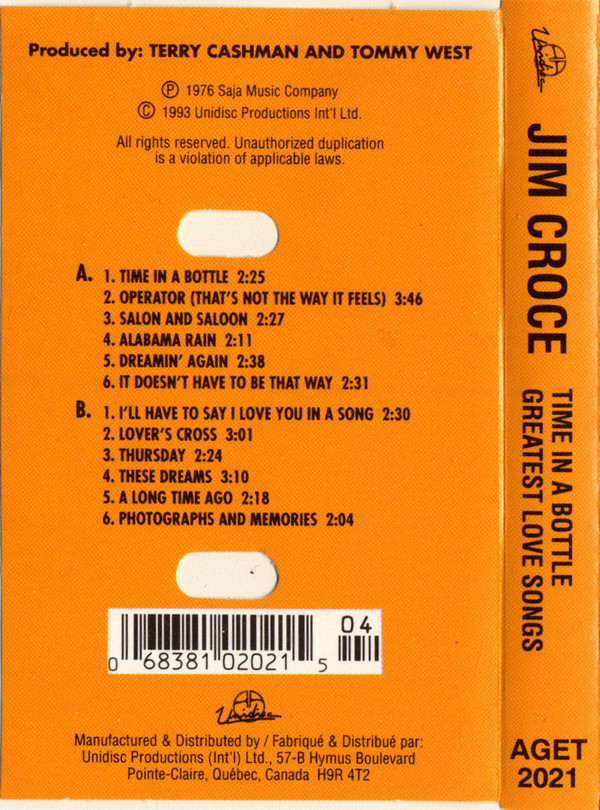 Produced by: TERRY CASHMAN AND TOMMY WEST
Ⓟ 1976 Saja Music Company
© 1993 Unidisc Productions Int'l Ltd.
All rights reserved. Unauthorized duplication
is a violation of applicable laws.
A. 1. TIME IN A BOTTLE 2:25
2. OPERATOR (THAT'S NOT THE WAY IT FEELS) 3:46
3. SALON AND SALOON 2:27
4. ALABAMA RAIN 2:11
5. DREAMIN' AGAIN 2:38
6. IT DOESN'T HAVE TO BE THAT WAY 2:31
B. 1. I'LL HAVE TO SAY I LOVE YOU IN A SONG 2:30
2. LOVER'S CROSS 3:01
3. THURSDAY 2:24
4. THESE DREAMS 3:10
5. A LONG TIME AGO 2:18
6. PHOTOGRAPHS AND MEMORIES 2:04
04
0 68381 02021 5
Unidisc
Manufactured & Distributed by / Fabriqué & Distribué par:
Unidisc Productions (Int'l) Ltd., 57-B Hymus Boulevard
Pointe-Claire, Québec, Canada H9R 4T2
Unidisc
JIM CROCE
TIME IN A BOTTLE
GREATEST LOVE SONGS
AGET
2021